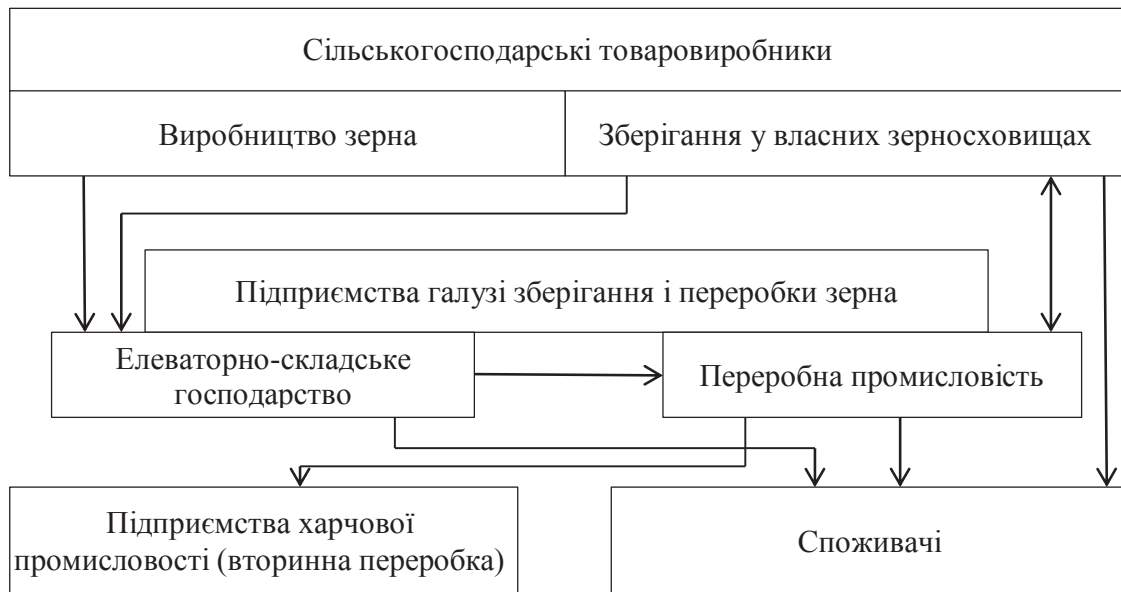 Сільськогосподарські товаровиробники
Виробництво зерна
Зберігання у власних зерносховищах
Підприємства галузі зберігання і переробки зерна
Елеваторно-складське
господарство
Переробна промисловість
Підприємства харчової
промисловості (вторинна переробка)
Споживачі